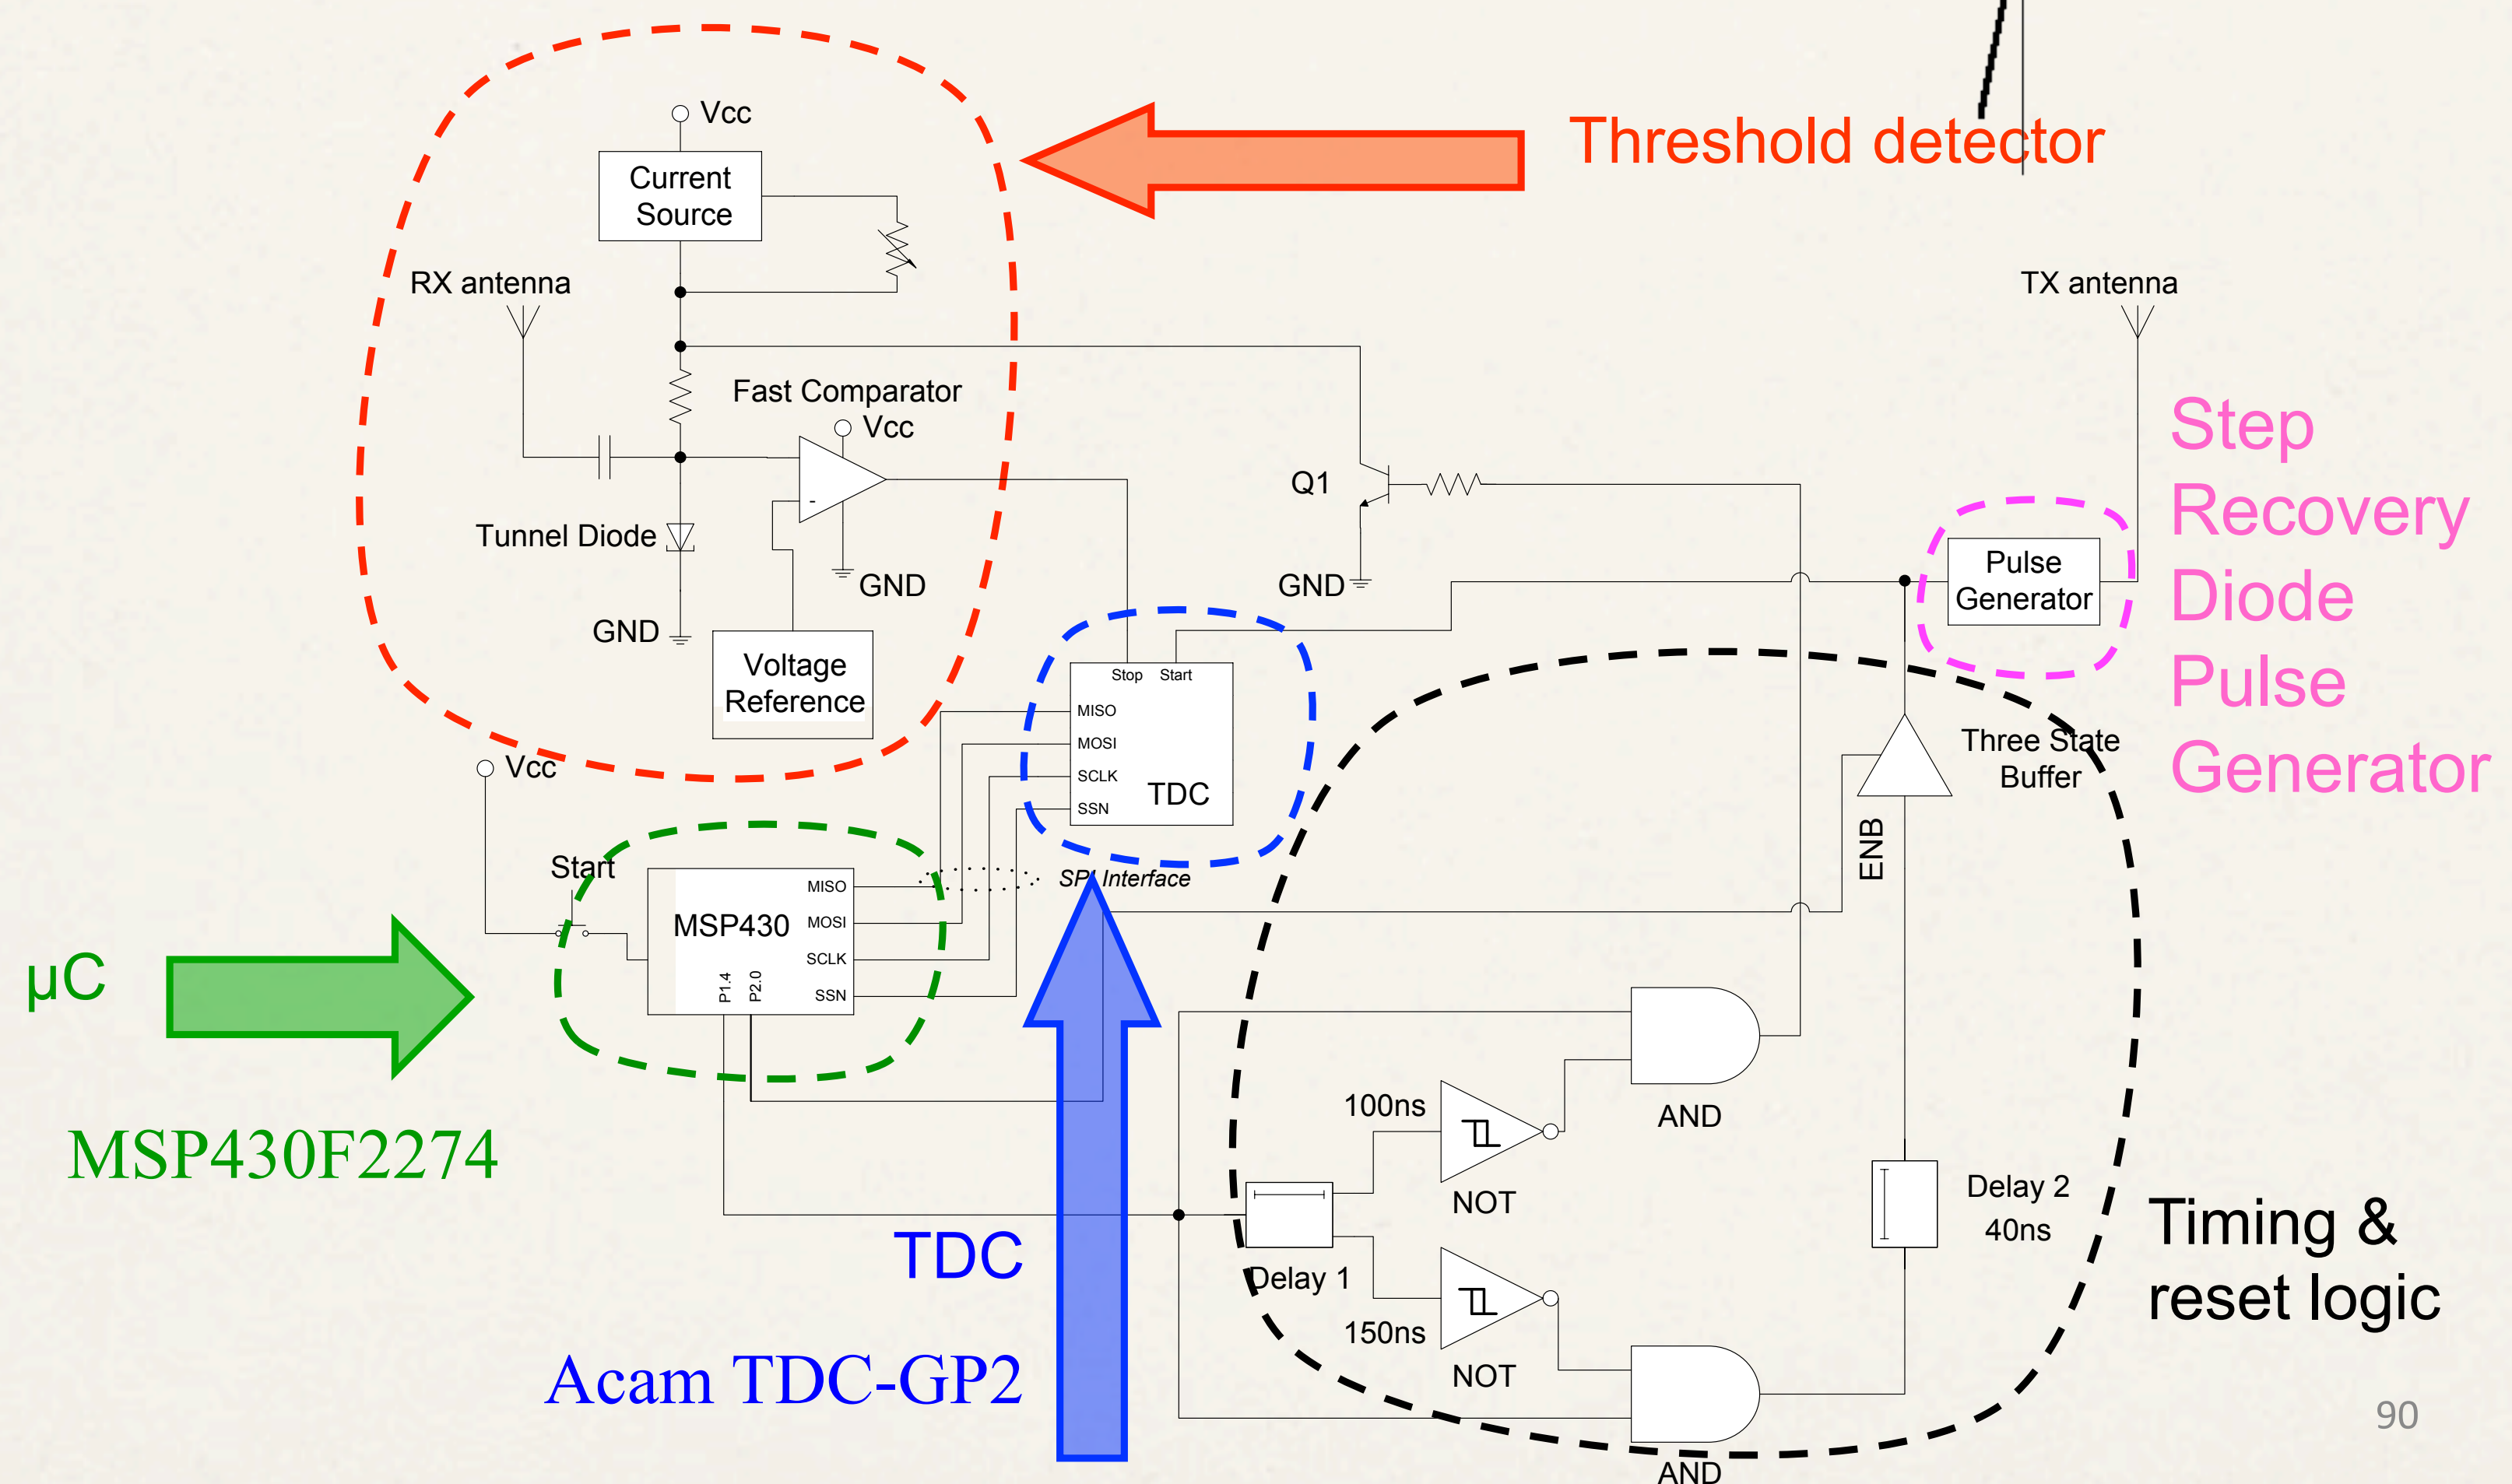 Vcc
Threshold detector
Current
Source
RX antenna
TX antenna
Fast Comparator
Vcc
Step
Recovery
Diode
Pulse
Generator
Q1
-
Tunnel Diode
GND
GND
GND
Pulse
Generator
Voltage
Reference
Stop Start
MISO
MOSI
SCLK
SSN
TDC
Three State
Buffer
ENB
Vcc
Start
SPI Interface
MSP430
MISO
MOSI
SCLK
SSN
P1.4
P2.0
µC
MSP430F2274
100ns
NOT
AND
Delay 1
150ns
NOT
AND
Delay 2
40ns
Timing &
reset logic
TDC
Acam TDC-GP2
90